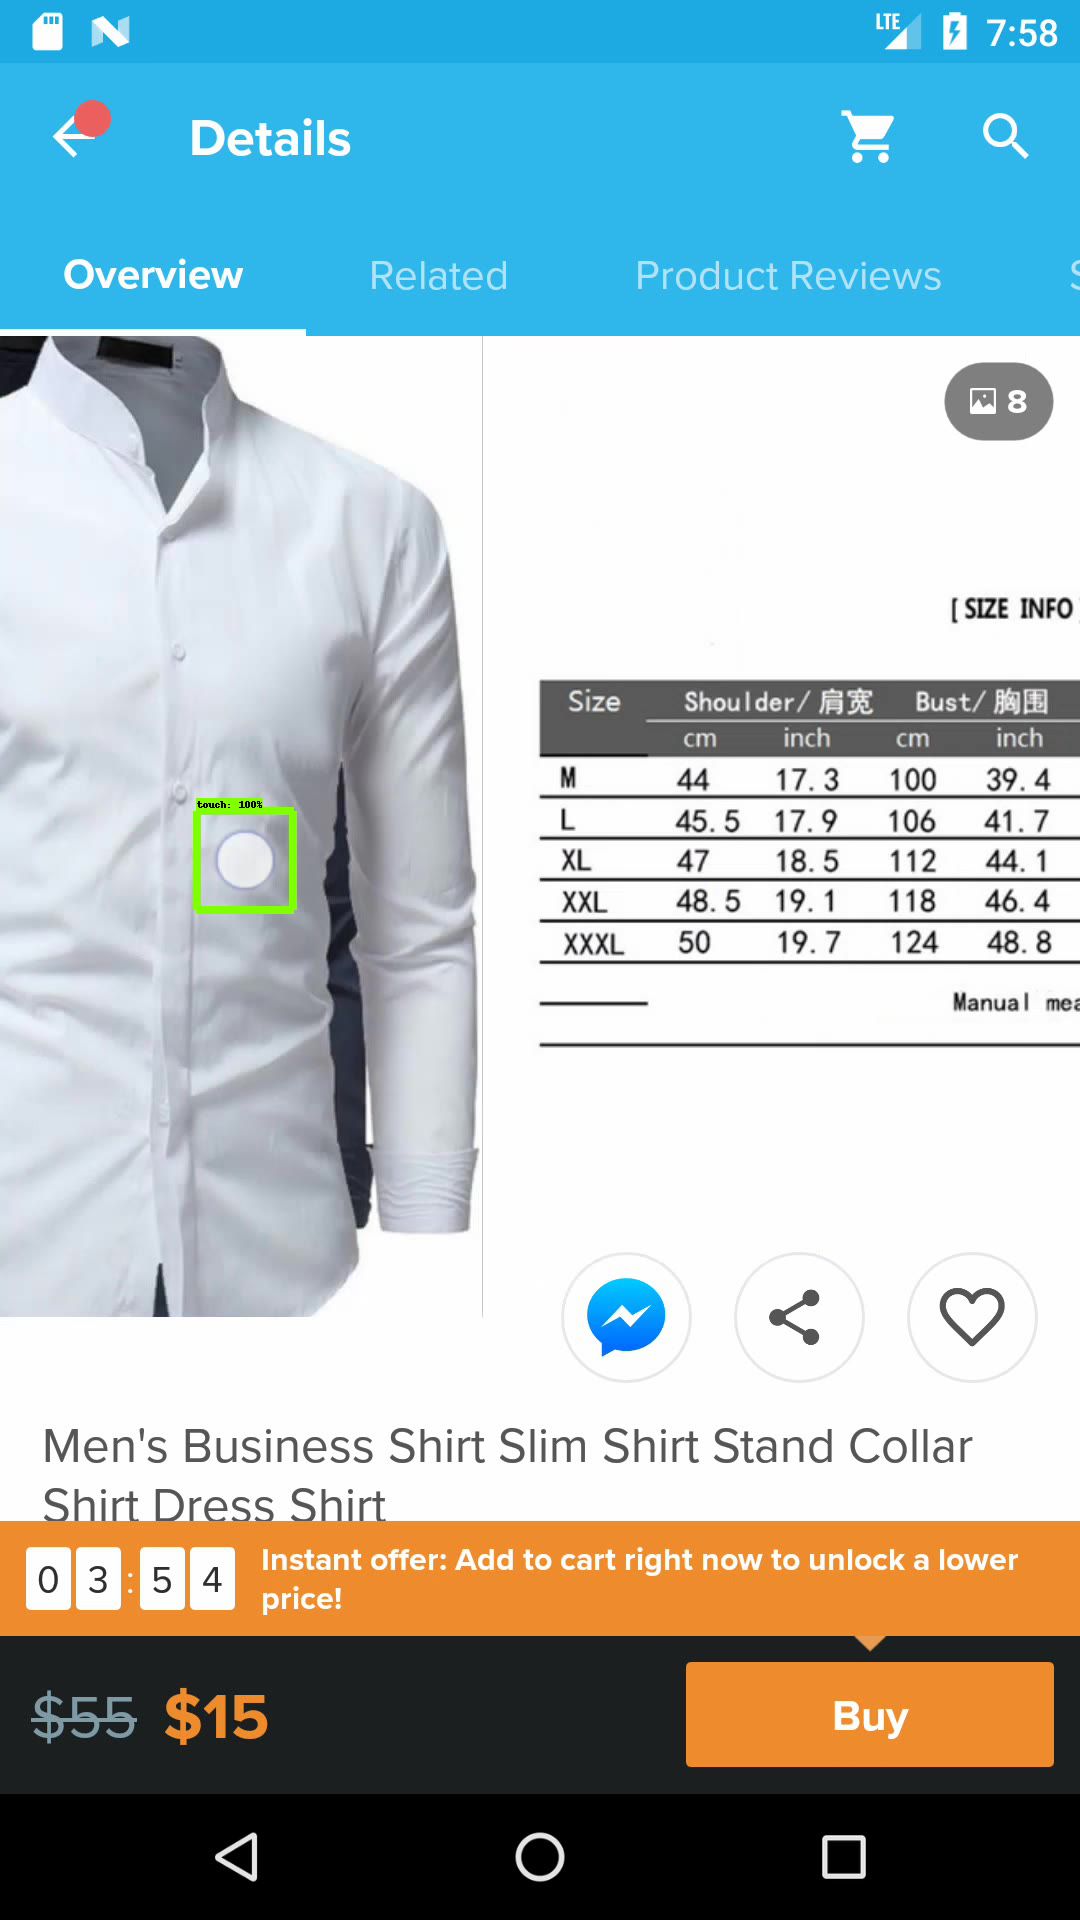 LTE 7:58
Details
Overview Related Product Reviews S
8
[ SIZE INFO ]
Size Shoulder/肩宽 Bust/胸围
cm inch cm inch
M 44 17.3 100 39.4
L 45.5 17.9 106 41.7
XL 47 18.5 112 44.1
XXL 48.5 19.1 118 46.4
XXXL 50 19.7 124 48.8
Manual mea
touch: 100%
Men's Business Shirt Slim Shirt Stand Collar
Shirt Dress Shirt
03:54
Instant offer: Add to cart right now to unlock a lower
price!
$55 $15
Buy